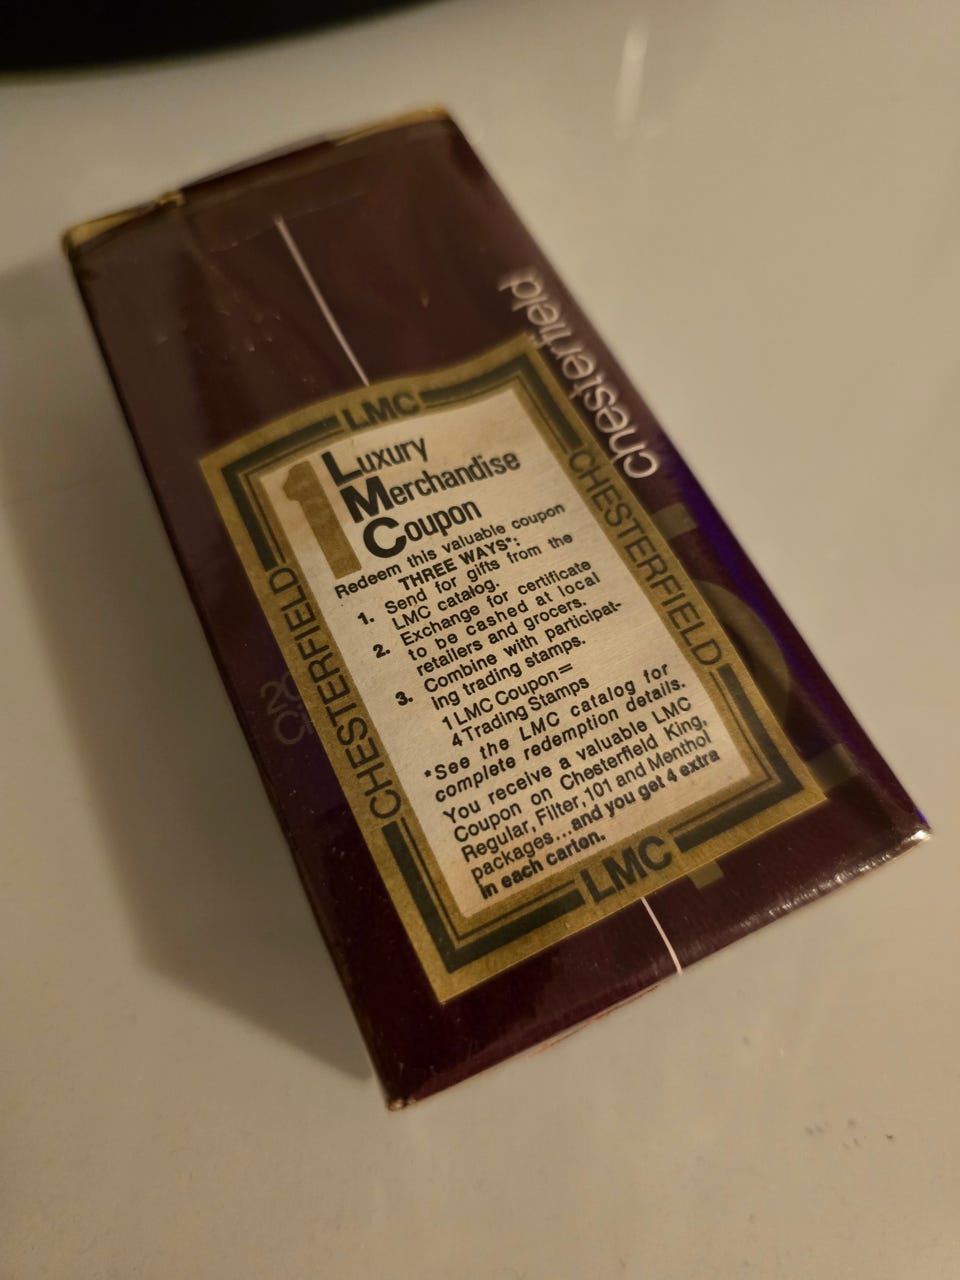 chesterfield
LMC
1
Luxury
Merchandise
Coupon
Redeem this valuable coupon
THREE WAYS*:
1. Send for gifts from the
LMC catalog.
2. Exchange for certificate
to be cashed at local
retailers and grocers.
3. Combine with participat-
ing trading stamps.
1 LMC Coupon=
4 Trading Stamps
*See the LMC catalog for
complete redemption details.
You receive a valuable LMC
Coupon on Chesterfield King,
Regular, Filter, 101 and Menthol
packages...and you get 4 extra
in each carton.
CHESTERFIELD
CHESTERFIELD
LMC